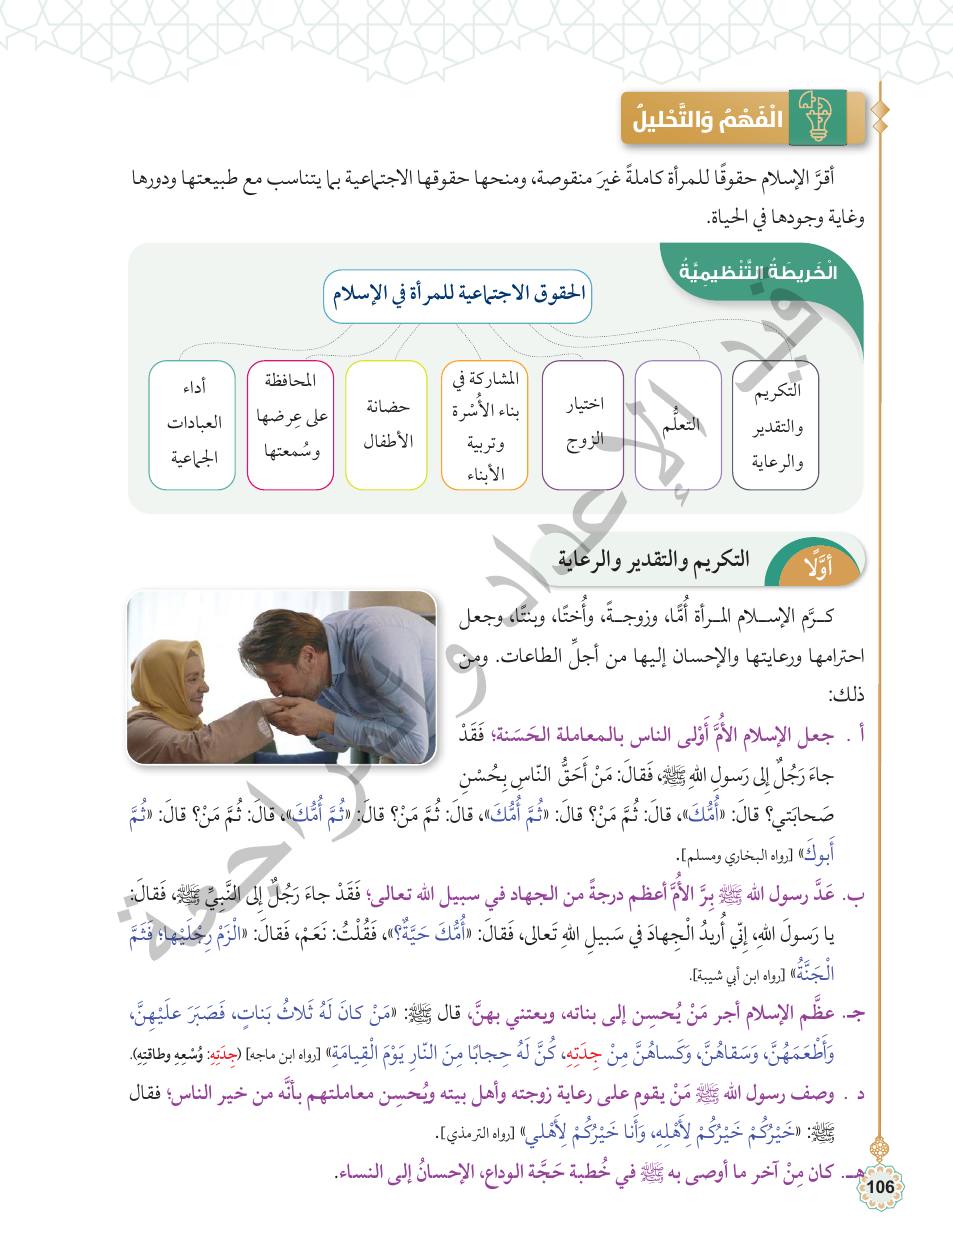 الْفَهْمُ وَالتَّحْليلُ
أقرَّ الإسلام حقوقًا للمرأة كاملةً غيرَ منقوصة، ومنحها حقوقها الاجتماعية بما يتناسب مع طبيعتها ودورها
وغاية وجودها في الحياة.
الْخَريطَةُ التَّنْظيمِيَّةُ
الحقوق الاجتماعية للمرأة في الإسلام
التكريم
والتقدير
والرعاية
التعلُّم
اختيار
الزوج
المشاركة في
بناء الأُسْرة
وتربية
الأبناء
حضانة
الأطفال
المحافظة
على عِرضها
وسُمعتها
أداء
العبادات
الجماعية
أوَّلًا
التكريم والتقدير والرعاية
كـرَّم الإسـلام المـرأة أُمًّا، وزوجـةً، وأُختًا، وبنتًا، وجعل
احترامها ورعايتها والإحسان إليها من أجلِّ الطاعات. ومن
ذلك:
أ . جعل الإسلام الأُمَّ أَوْلى الناس بالمعاملة الحَسَنة؛ فَقَدْ
جاءَ رَجُلٌ إلى رَسولِ اللهِ ﷺ، فَقالَ: مَنْ أَحَقُّ النّاسِ بِحُسْنِ
صَحابَتي؟ قالَ: «أُمُّكَ»، قالَ: ثُمَّ مَنْ؟ قالَ: «ثُمَّ أُمُّكَ»، قالَ: ثُمَّ مَنْ؟ قالَ: «ثُمَّ أُمُّكَ»، قالَ: ثُمَّ مَنْ؟ قالَ: «ثُمَّ
أَبوكَ» [رواه البخاري ومسلم].
ب. عَدَّ رسول الله ﷺ بِرَّ الأُمِّ أعظم درجةً من الجهاد في سبيل الله تعالى؛ فَقَدْ جاءَ رَجُلٌ إلى النَّبِيِّ ﷺ، فَقالَ:
يا رَسولَ اللهِ، إنّي أُريدُ الْجِهادَ في سَبيلِ اللهِ تَعالى، فَقالَ: «أُمُّكَ حَيَّةٌ؟»، فَقُلْتُ: نَعَمْ، فَقالَ: «الْزَمْ رِجْلَيْها؛ فَثَمَّ
الْجَنَّةُ» [رواه ابن أبي شيبة].
جـ. عظَّم الإسلام أجر مَنْ يُحسِن إلى بناته، ويعتني بهنَّ، قال ﷺ: «مَنْ كانَ لَهُ ثَلاثُ بَناتٍ، فَصَبَرَ عَلَيْهِنَّ،
وَأَطْعَمَهُنَّ، وَسَقاهُنَّ، وَكَساهُنَّ مِنْ جِدَتِهِ، كُنَّ لَهُ حِجابًا مِنَ النّارِ يَوْمَ الْقِيامَةِ» [رواه ابن ماجه] (جِدَتِهِ: وُسْعِهِ وطاقتِهِ).
د . وصف رسول الله ﷺ مَنْ يقوم على رعاية زوجته وأهل بيته ويُحسِن معاملتهم بأنَّه من خير الناس؛ فقال
ﷺ: «خَيْرُكُمْ خَيْرُكُمْ لِأَهْلِهِ، وَأَنا خَيْرُكُمْ لِأَهْلي» [رواه الترمذي].
هـ. كان مِنْ آخر ما أوصى به ﷺ في خُطبة حَجَّة الوداع، الإحسانُ إلى النساء.
106
قيد الإعداد والمراجعة